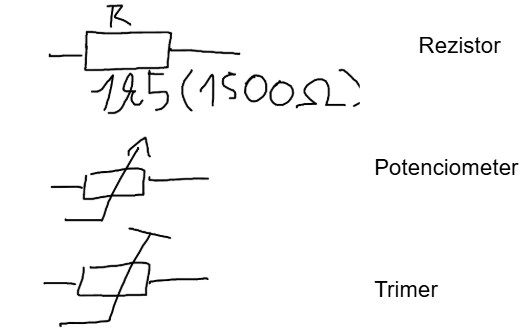 R
Rezistor
1k5 (1500Ω)
Potenciometer
Trimer